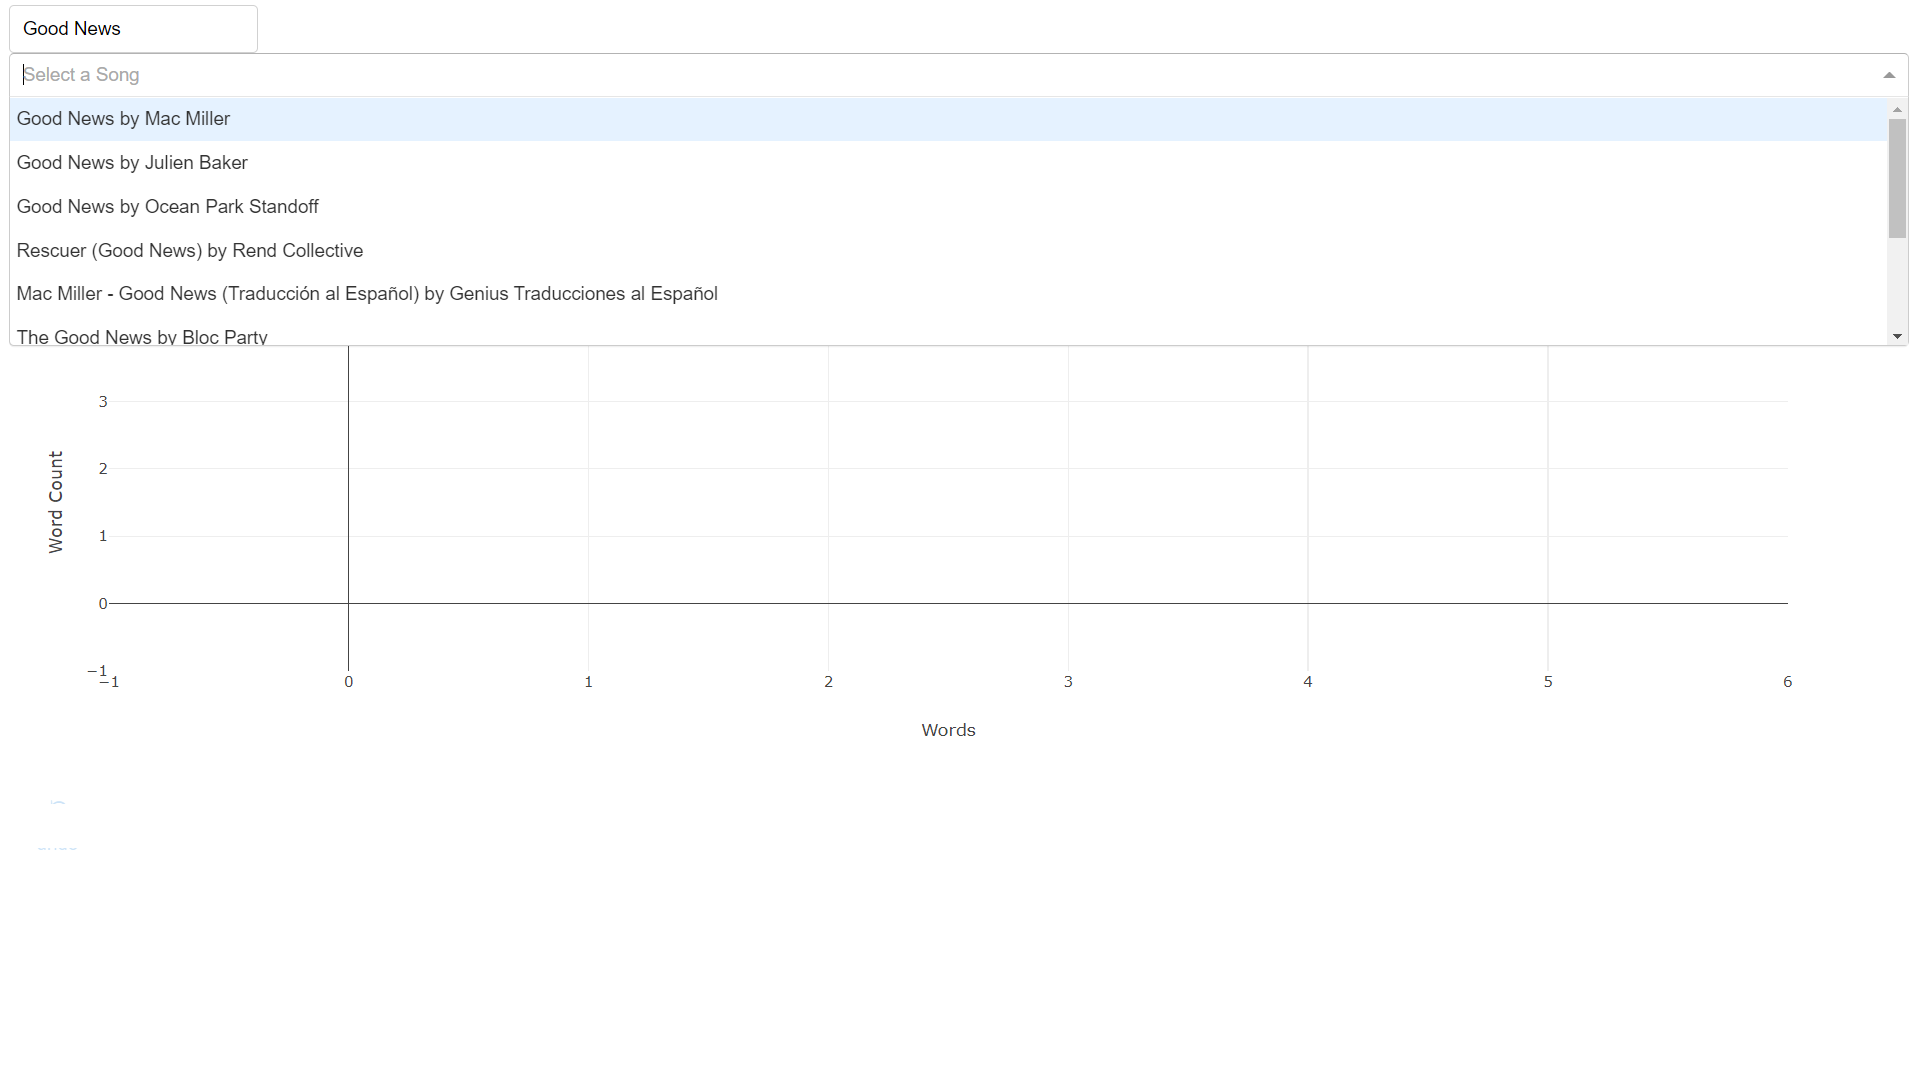 Good News
Select a Song
Good News by Mac Miller
Good News by Julien Baker
Good News by Ocean Park Standoff
Rescuer (Good News) by Rend Collective
Mac Miller - Good News (Traducción al Español) by Genius Traducciones al Español
The Good News by Bloc Party
3
2
1
0
−1
Word Count
−1 0 1 2 3 4 5 6
Words